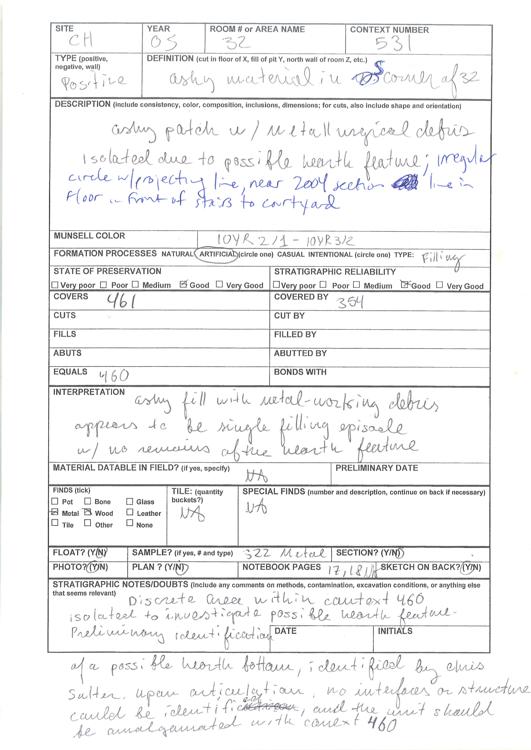 SITE CH YEAR 05 ROOM # OR AREA NAME 32 CONTEXT NUMBER 531
TYPE (positive, negative, wall) Positive DEFINITION (cut in floor of X, fill of pit Y, north wall of room Z, etc.) ashy material in S corner of 32
DESCRIPTION (include consistency, color, composition, inclusions, dimensions; for cuts, also include shape and orientation)
ashy patch w/ metallurgical debris
isolated due to possible hearth feature; irregular
circle w/projecting line, near 2004 section line in
floor in front of stairs to courtyard
MUNSELL COLOR 10YR 2/1 - 10YR 3/2
FORMATION PROCESSES NATURAL ARTIFICIAL (circle one) CASUAL INTENTIONAL (circle one) TYPE: Filling
STATE OF PRESERVATION STRATIGRAPHIC RELIABILITY
Very poor Poor Medium Good Very Good Very poor Poor Medium Good Very Good
COVERS 461 COVERED BY 354
CUTS CUT BY
FILLS FILLED BY
ABUTS ABUTTED BY
EQUALS 460 BONDS WITH
INTERPRETATION
ashy fill with metal-working debris
appears to be single filling episode
w/ no remains of the hearth feature
MATERIAL DATABLE IN FIELD? (if yes, specify) NA PRELIMINARY DATE
FINDS (tick) TILE: (quantity buckets?) NA SPECIAL FINDS (number and description, continue on back if necessary) NA
Pot Bone Glass
Metal Wood Leather
Tile Other None
FLOAT? (Y/N) SAMPLE? (if yes, # and type) 322 Metal SECTION? (Y/N)
PHOTO? (Y/N) PLAN ? (Y/N) NOTEBOOK PAGES 17, 18, SKETCH ON BACK? (Y/N)
STRATIGRAPHIC NOTES/DOUBTS (Include any comments on methods, contamination, excavation conditions, or anything else
that seems relevant)
Discrete area within context 460
isolated to investigate possible hearth feature.
Preliminary identification DATE INITIALS
of a possible hearth bottom, identified by Chris
Salter. upon articulation, no interfaces or structure
could be identified, and the unit should
be amalgamated with context 460